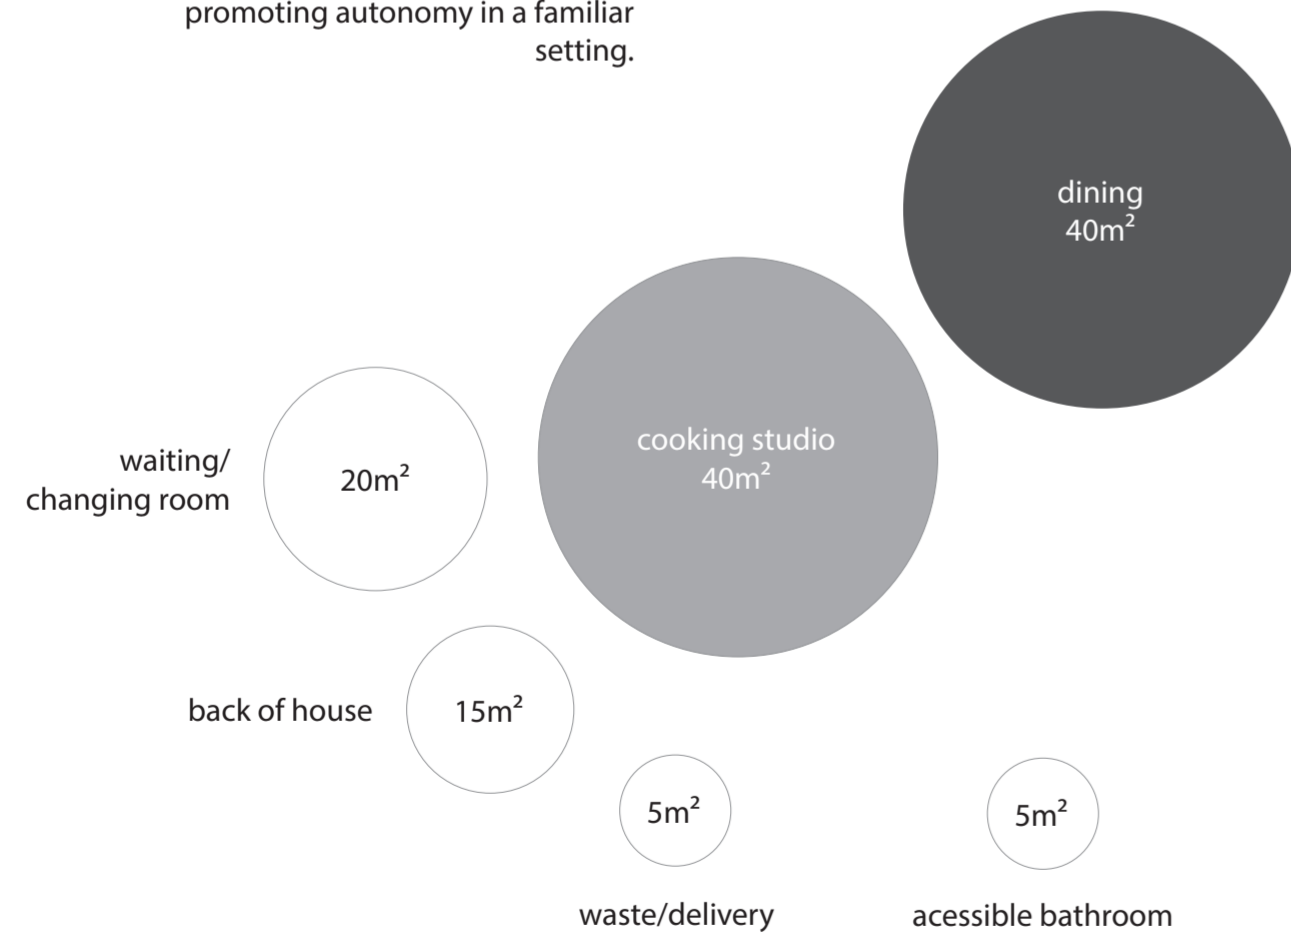 promoting autonomy in a familiar
setting.
dining
40m²
cooking studio
40m²
waiting/
changing room
20m²
back of house
15m²
5m²
waste/delivery
5m²
acessible bathroom